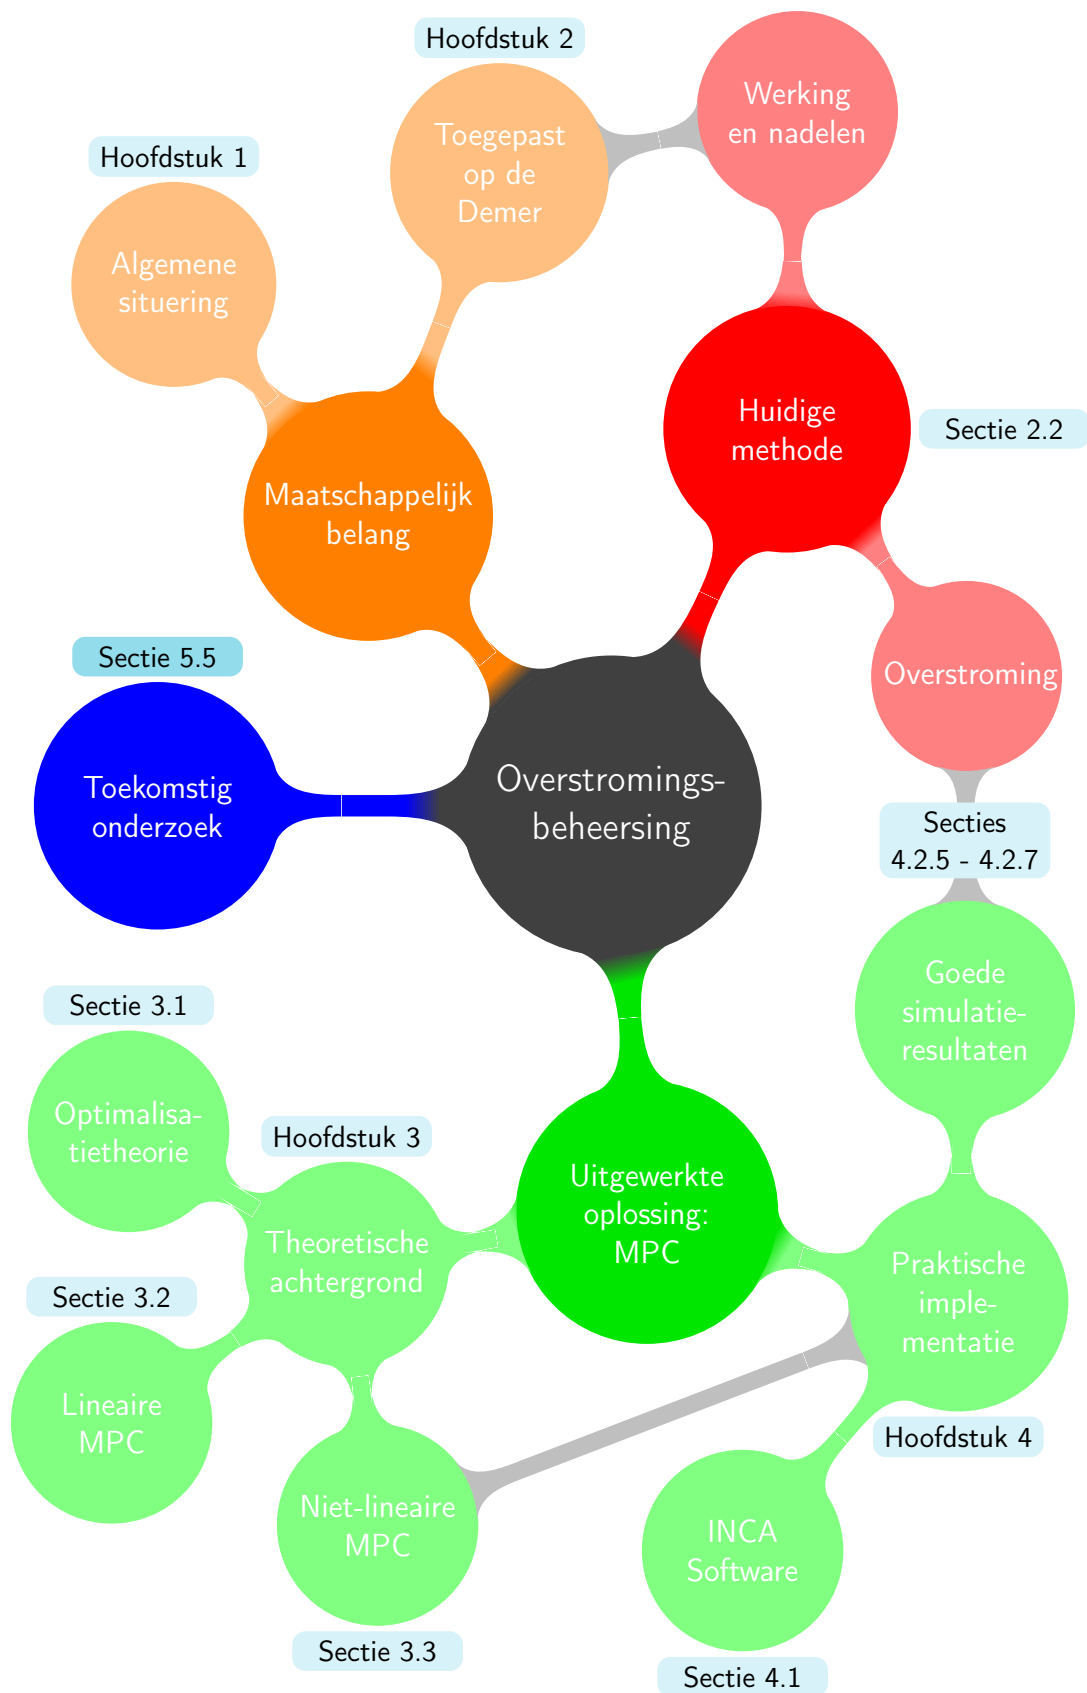 Hoofdstuk 2
Werking
en nadelen
Toegepast
op de
Demer
Hoofdstuk 1
Algemene
situering
Huidige
methode
Sectie 2.2
Maatschappelijk
belang
Overstroming
Sectie 5.5
Toekomstig
onderzoek
Overstromings-
beheersing
Secties
4.2.5 - 4.2.7
Goede
simulatie-
resultaten
Sectie 3.1
Optimalisa-
tietheorie
Hoofdstuk 3
Theoretische
achtergrond
Uitgewerkte
oplossing:
MPC
Praktische
imple-
mentatie
Hoofdstuk 4
Sectie 3.2
Lineaire
MPC
Niet-lineaire
MPC
Sectie 3.3
INCA
Software
Sectie 4.1